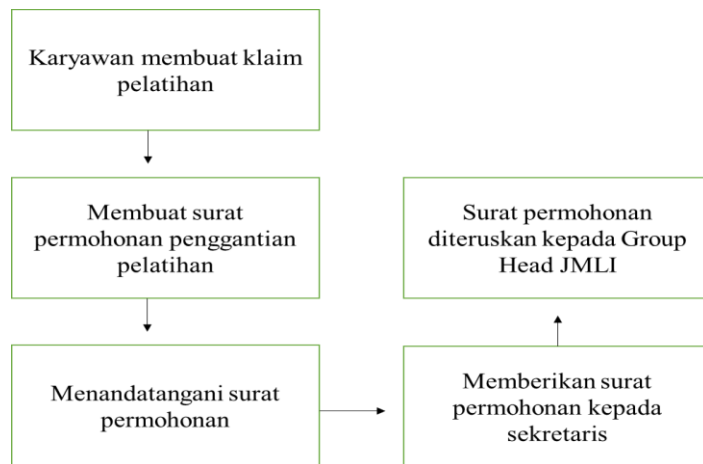 Karyawan membuat klaim
pelatihan
Membuat surat
permohonan penggantian
pelatihan
Menandatangani surat
permohonan
Memberikan surat
permohonan kepada
sekretaris
Surat permohonan
diteruskan kepada Group
Head JMLI